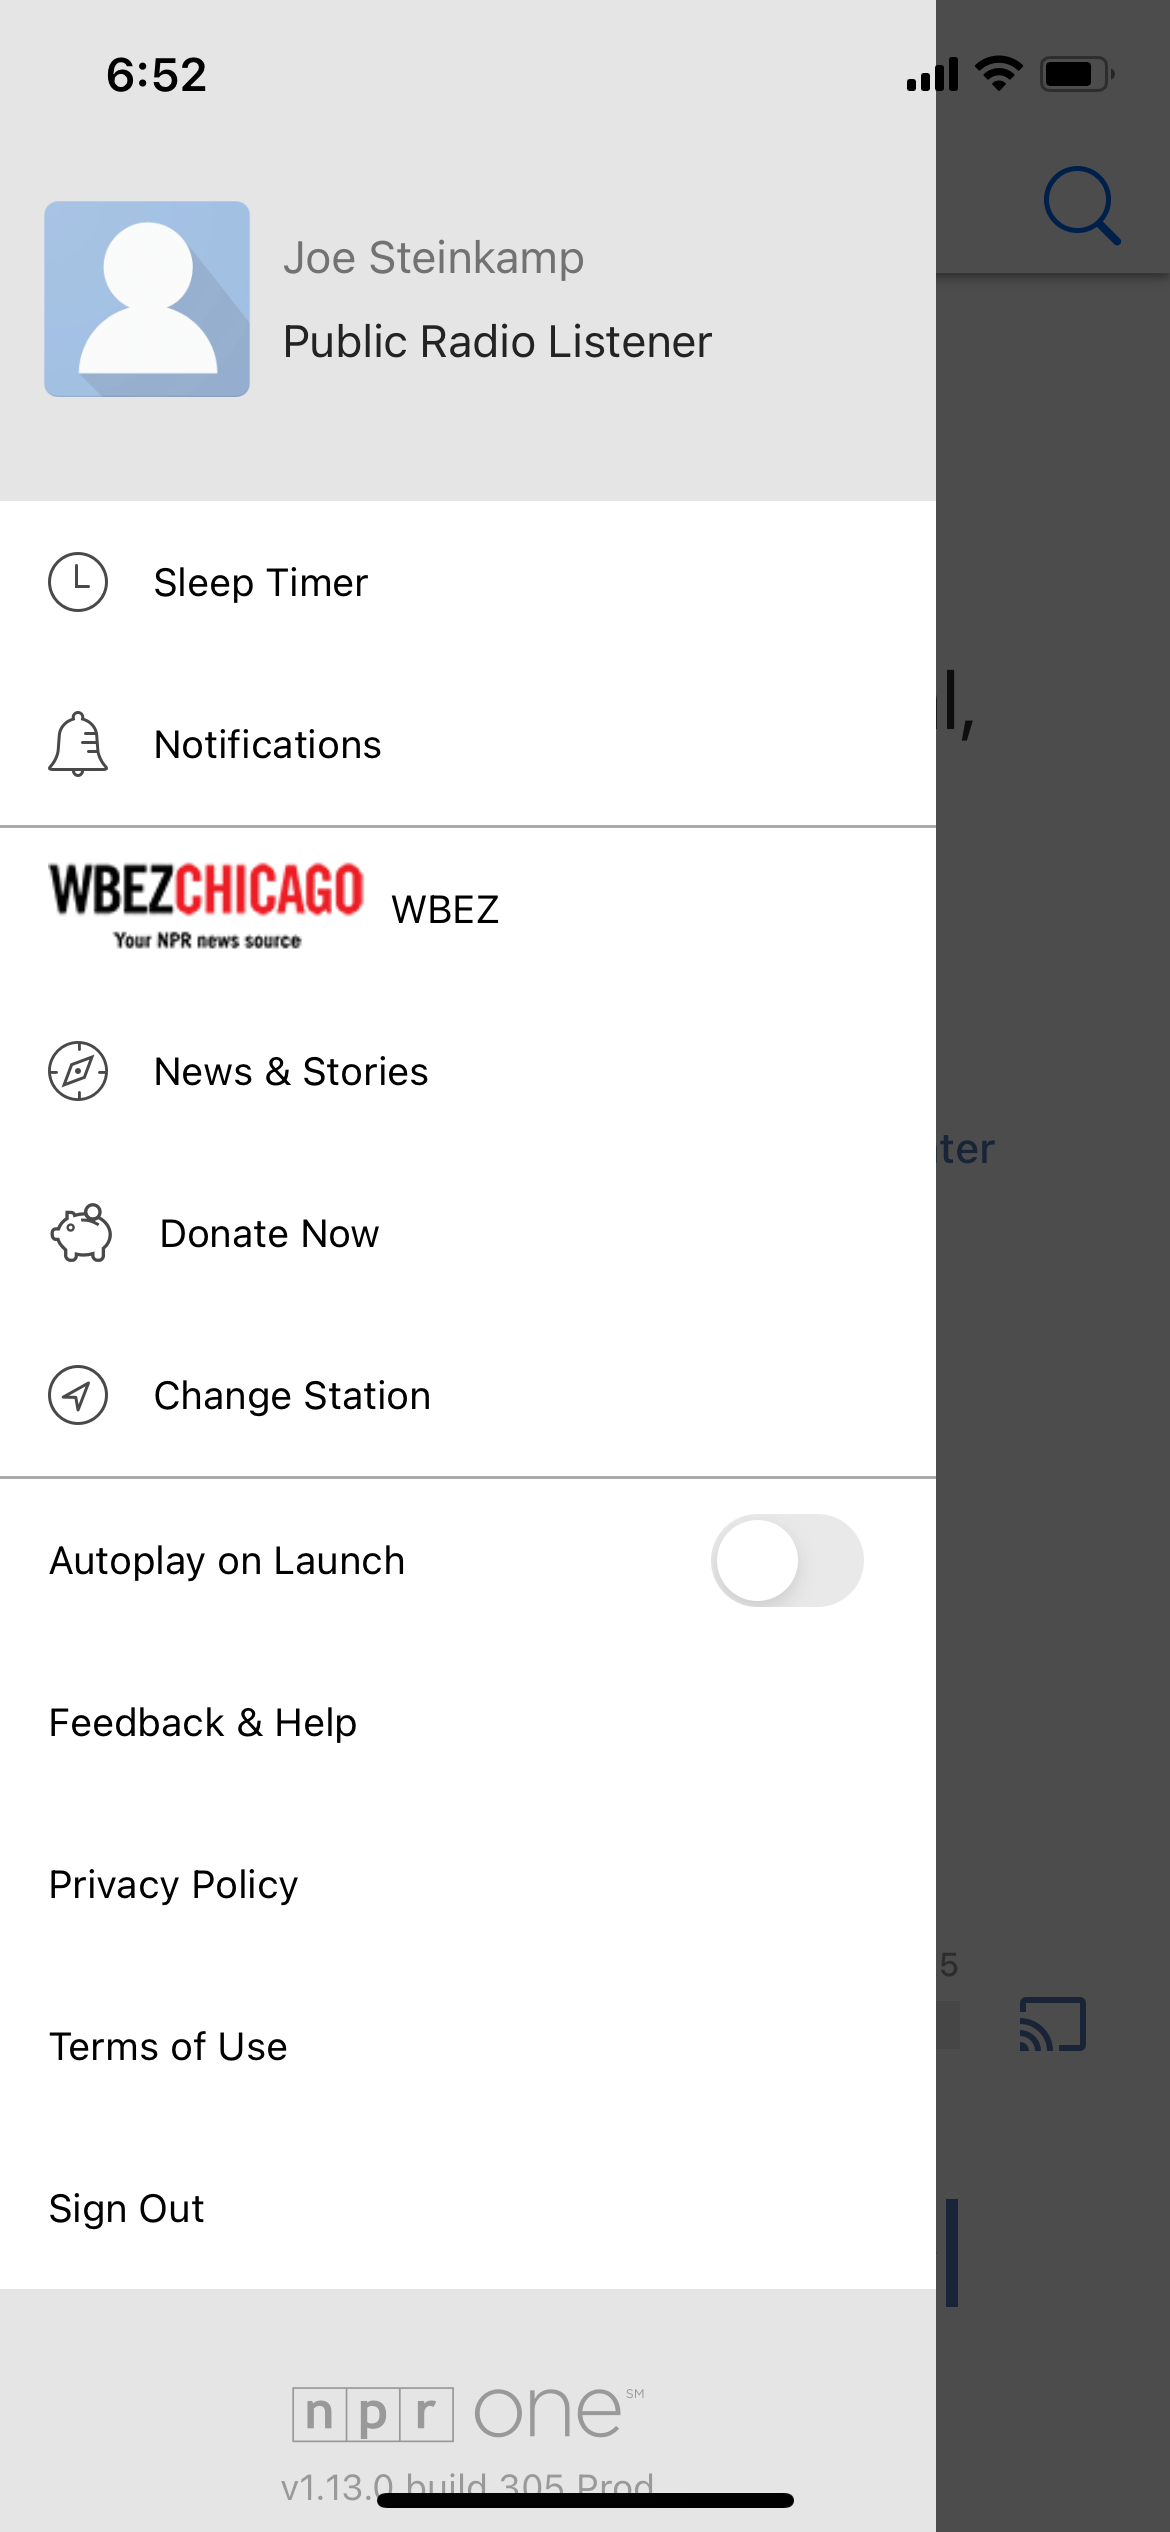 6:52
Joe Steinkamp
Public Radio Listener
Sleep Timer
Notifications
l,
WBEZCHICAGO
Your NPR news source
WBEZ
News & Stories
ter
Donate Now
Change Station
Autoplay on Launch
Feedback & Help
Privacy Policy
5
Terms of Use
Sign Out
npr one SM
v1.13.0 build 305 Prod